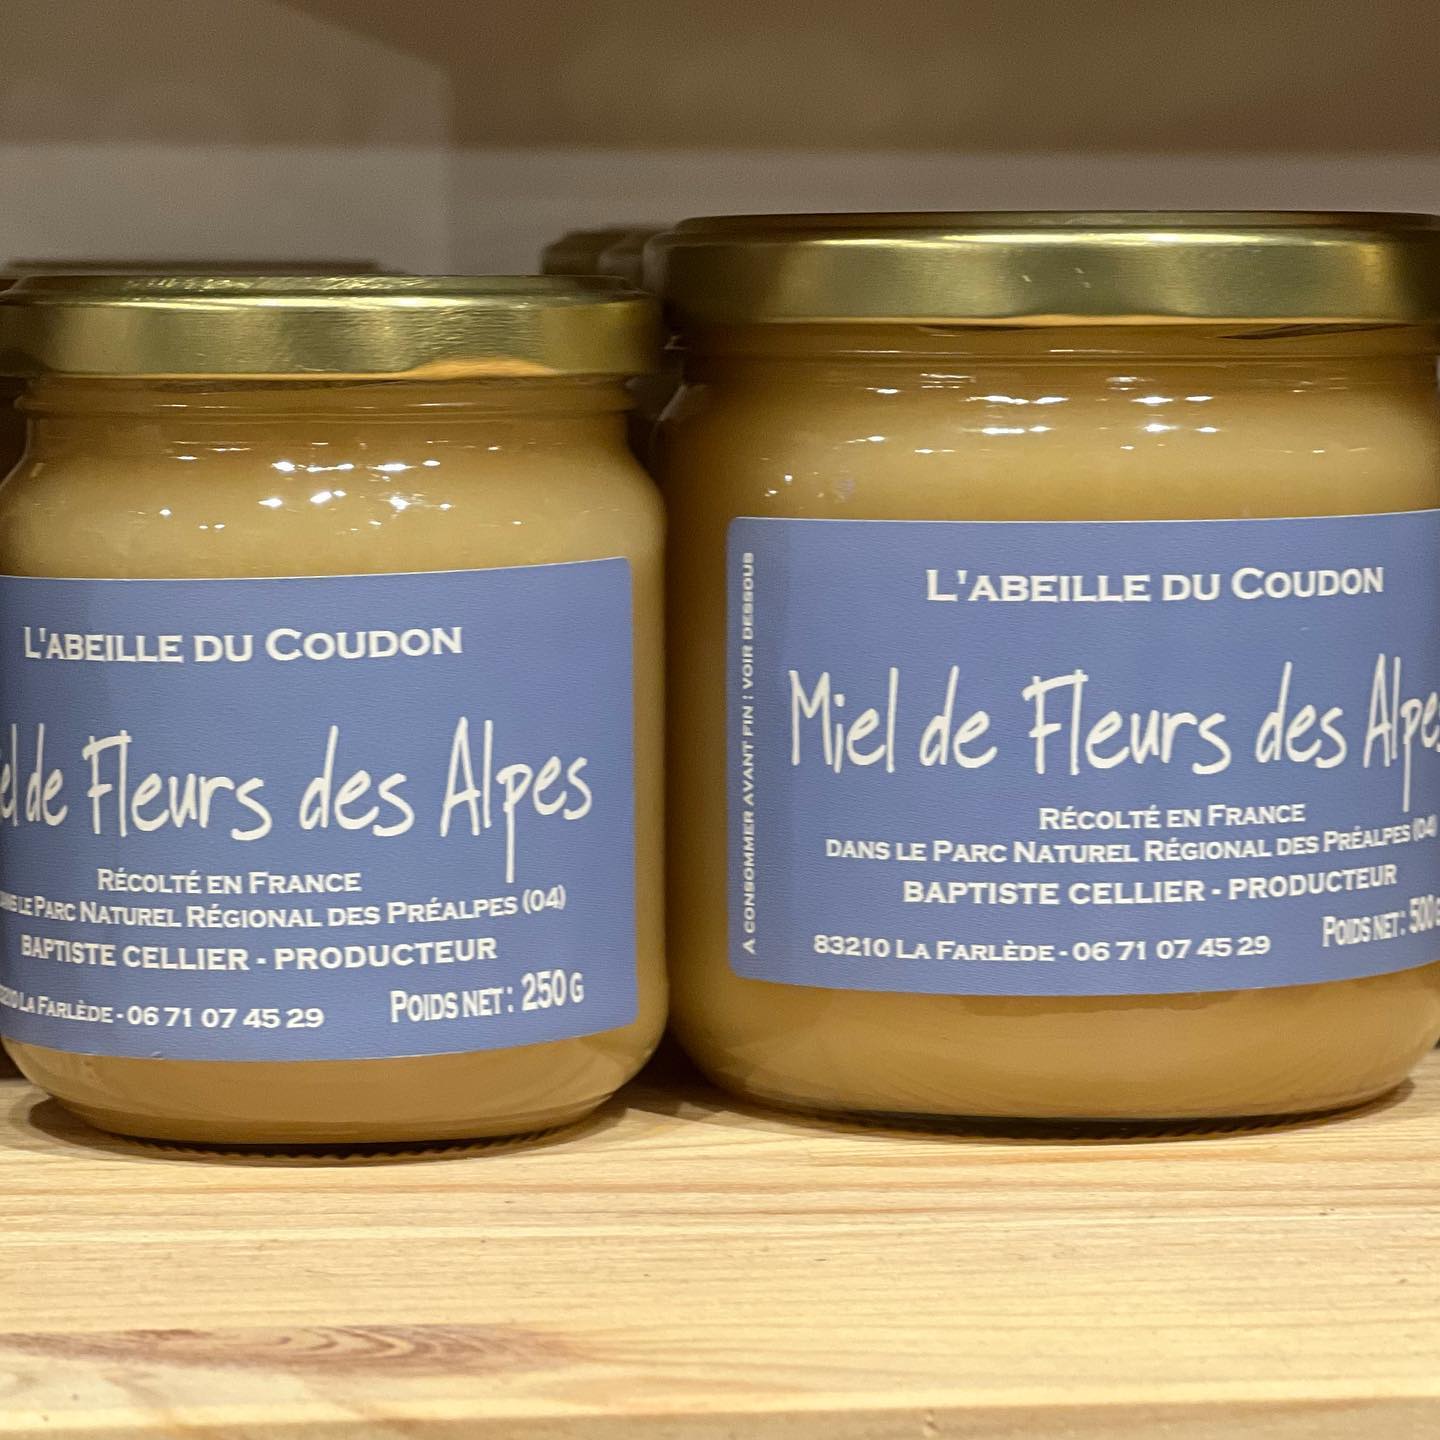 L'ABEILLE DU COUDON
de Fleurs des Alpes
RÉCOLTÉ EN FRANCE
LE PARC NATUREL RÉGIONAL DES PRÉALPES (04)
BAPTISTE CELLIER - PRODUCTEUR
LA FARLÈDE - 06 71 07 45 29
POIDS NET : 250 G
A CONSOMMER AVANT FIN : VOIR DESSOUS
L'ABEILLE DU COUDON
Miel de Fleurs des Alpes
RÉCOLTÉ EN FRANCE
DANS LE PARC NATUREL RÉGIONAL DES PRÉALPES (04)
BAPTISTE CELLIER - PRODUCTEUR
83210 LA FARLÈDE - 06 71 07 45 29
POIDS NET : 500 G